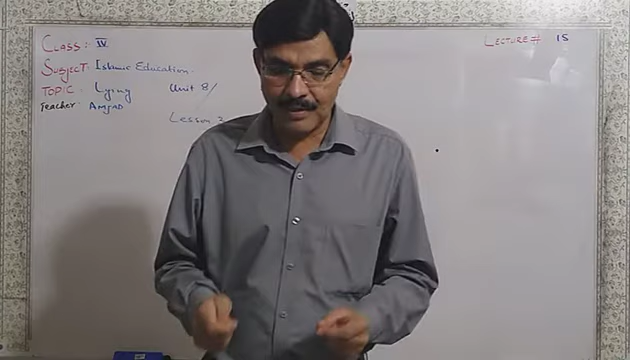 CLASS: IV
LECTURE# 15
SUBJECT: Islamic Education.
TOPIC: Lying Unit 8/
Teacher: AMJAD
Lesson 2